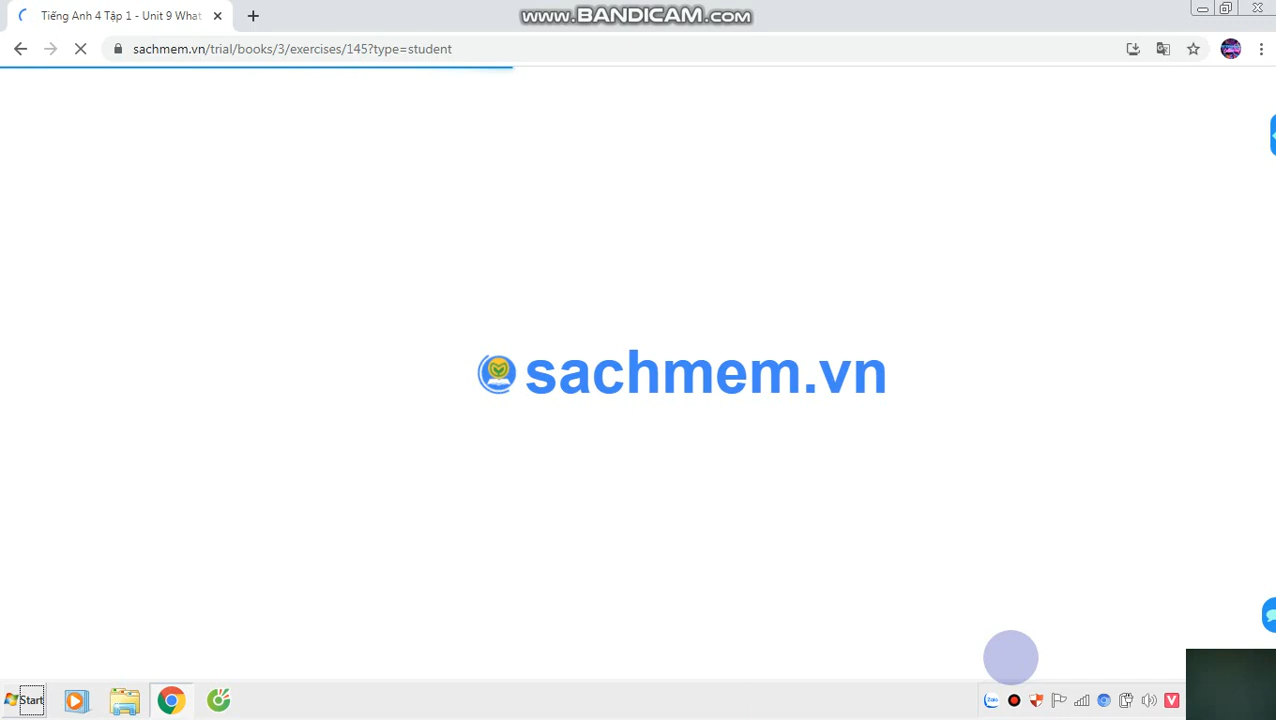 Tiếng Anh 4 Tập 1 - Unit 9 What
www.BANDICAM.com
sachmem.vn/trial/books/3/exercises/145?type=student
sachmem.vn
Start
Zalo
V